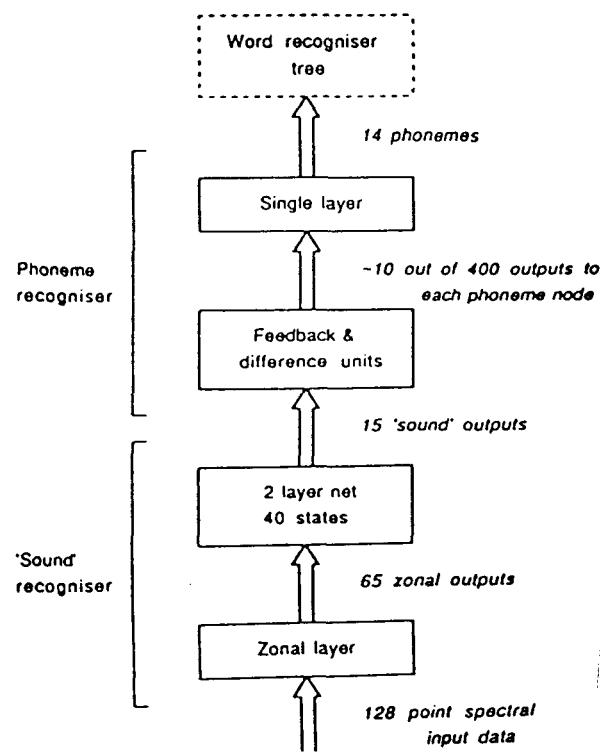 Word recogniser
tree
14 phonemes
Single layer
Phoneme
recogniser
~10 out of 400 outputs to
each phoneme node
Feedback &
difference units
15 'sound' outputs
2 layer net
40 states
'Sound'
recogniser
65 zonal outputs
Zonal layer
128 point spectral
input data